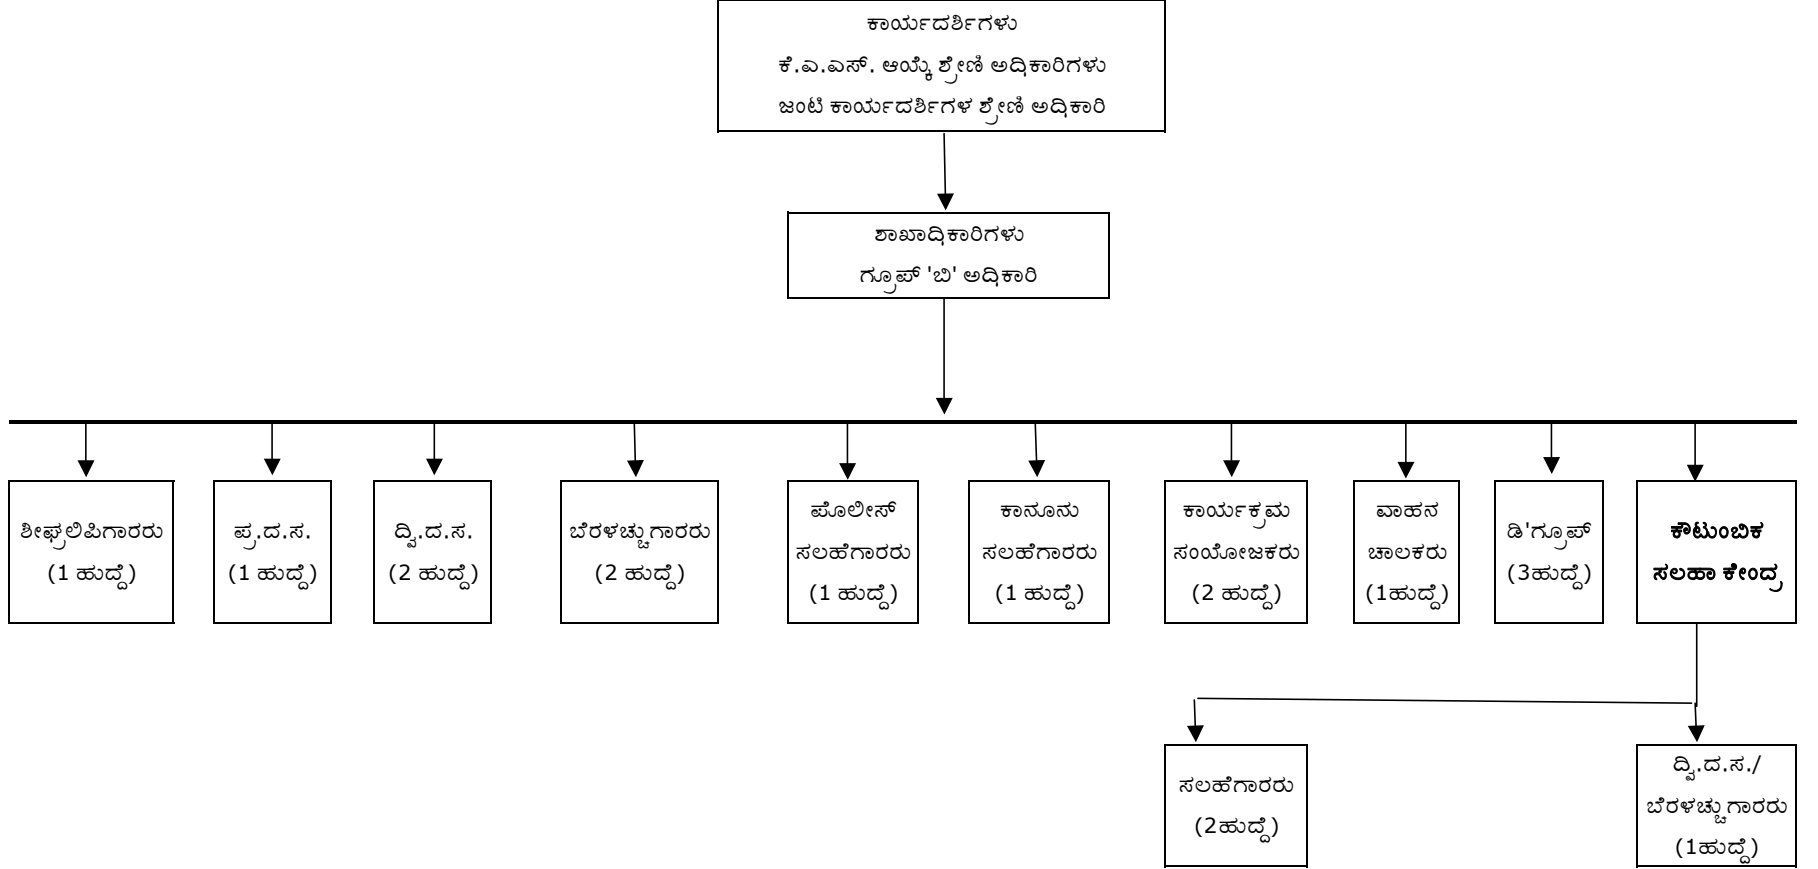 ಕಾರ್ಯದರ್ಶಿಗಳು
ಕೆ.ಎ.ಎಸ್. ಆಯ್ಕೆ ಶ್ರೇಣಿ ಅಧಿಕಾರಿಗಳು
ಜಂಟಿ ಕಾರ್ಯದರ್ಶಿಗಳ ಶ್ರೇಣಿ ಅಧಿಕಾರಿ
ಶಾಖಾಧಿಕಾರಿಗಳು
ಗ್ರೂಪ್ 'ಬಿ' ಅಧಿಕಾರಿ
ಶೀಘ್ರಲಿಪಿಗಾರರು
(1 ಹುದ್ದೆ)
ಪ್ರ.ದ.ಸ.
(1 ಹುದ್ದೆ)
ದ್ವಿ.ದ.ಸ.
(2 ಹುದ್ದೆ)
ಬೆರಳಚ್ಚುಗಾರರು
(2 ಹುದ್ದೆ)
ಪೊಲೀಸ್
ಸಲಹೆಗಾರರು
(1 ಹುದ್ದೆ)
ಕಾನೂನು
ಸಲಹೆಗಾರರು
(1 ಹುದ್ದೆ)
ಕಾರ್ಯಕ್ರಮ
ಸಂಯೋಜಕರು
(2 ಹುದ್ದೆ)
ವಾಹನ
ಚಾಲಕರು
(1ಹುದ್ದೆ)
ಡಿ'ಗ್ರೂಪ್
(3ಹುದ್ದೆ)
ಕೌಟುಂಬಿಕ
ಸಲಹಾ ಕೇಂದ್ರ
ಸಲಹೆಗಾರರು
(2ಹುದ್ದೆ)
ದ್ವಿ.ದ.ಸ./
ಬೆರಳಚ್ಚುಗಾರರು
(1ಹುದ್ದೆ)